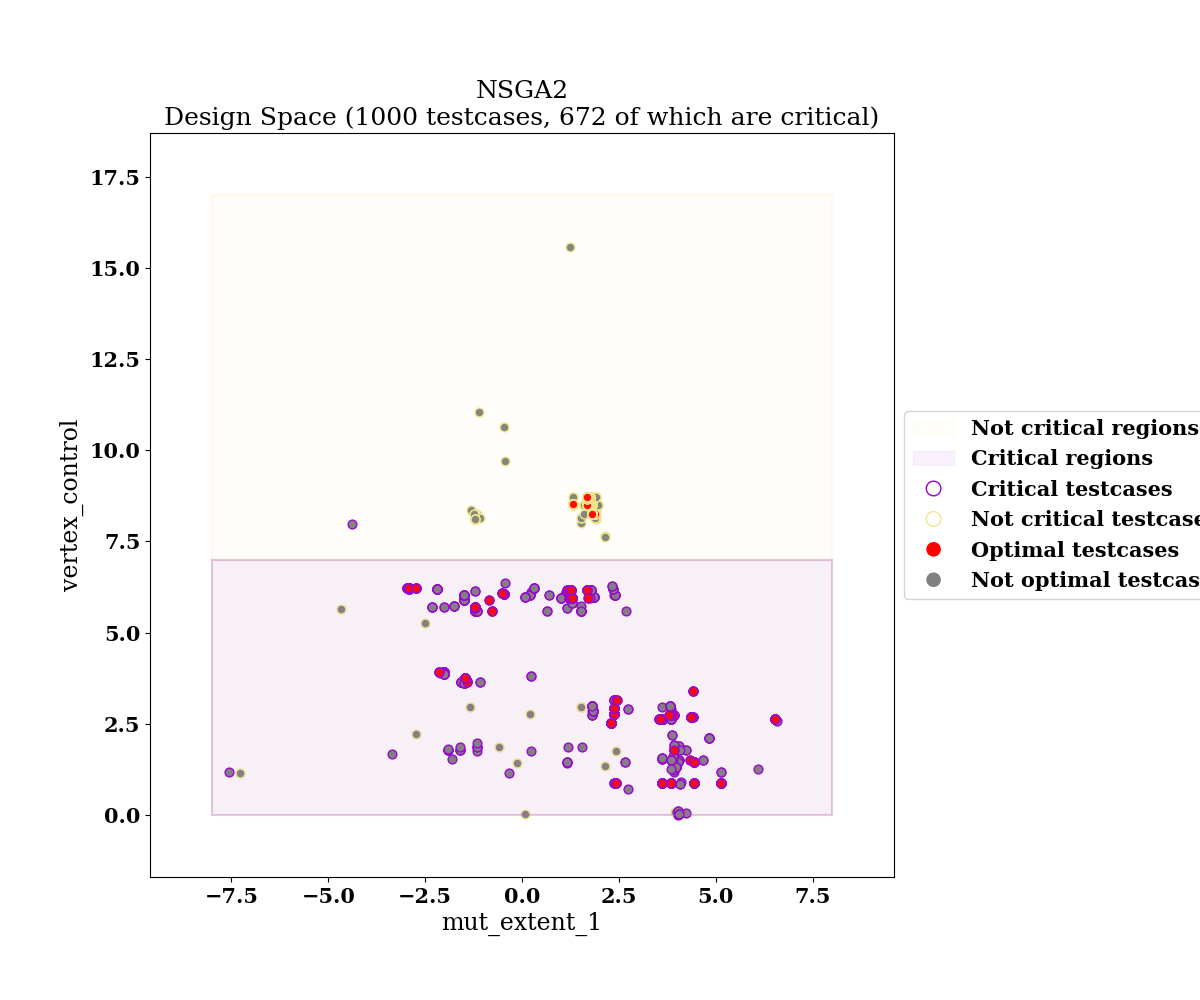 NSGA2
Design Space (1000 testcases, 672 of which are critical)
17.5
15.0
12.5
10.0
7.5
5.0
2.5
0.0
vertex_control
−7.5 −5.0 −2.5 0.0 2.5 5.0 7.5
mut_extent_1
Not critical regions
Critical regions
Critical testcases
Not critical testcase
Optimal testcases
Not optimal testcas